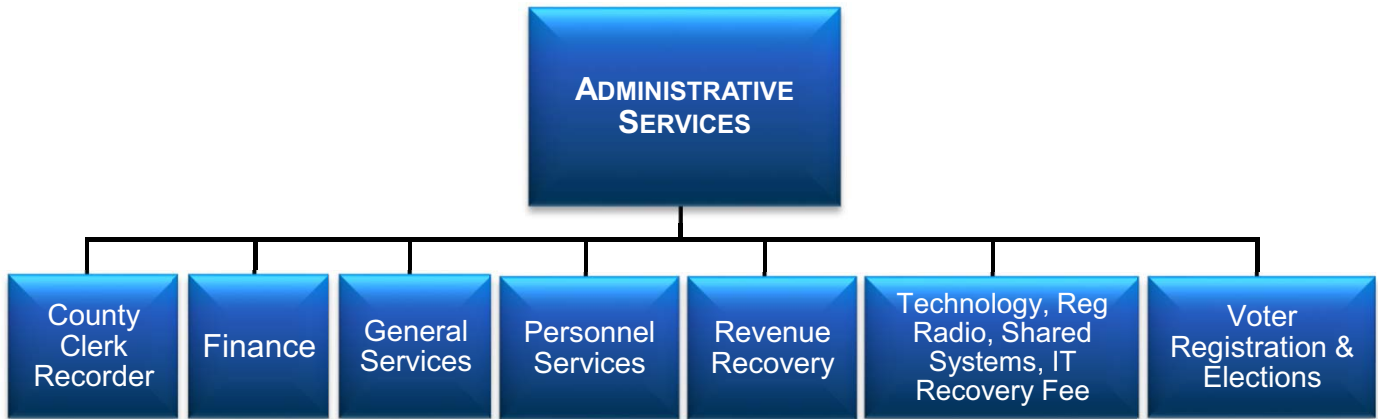 ADMINISTRATIVE
SERVICES
County
Clerk
Recorder
Finance
General
Services
Personnel
Services
Revenue
Recovery
Technology, Reg
Radio, Shared
Systems, IT
Recovery Fee
Voter
Registration &
Elections